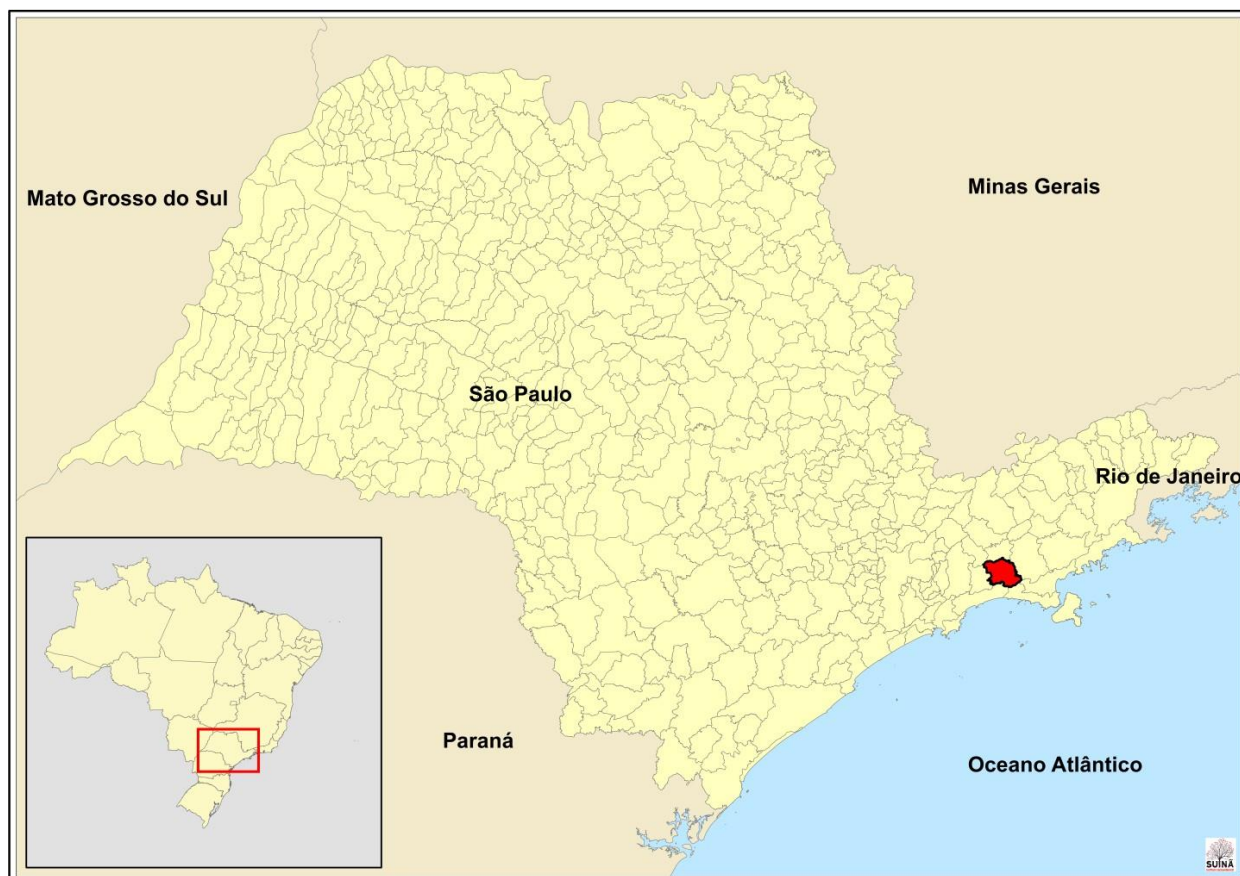 Mato Grosso do Sul
Minas Gerais
São Paulo
Rio de Janeiro
Paraná
Oceano Atlântico
SUINÃ